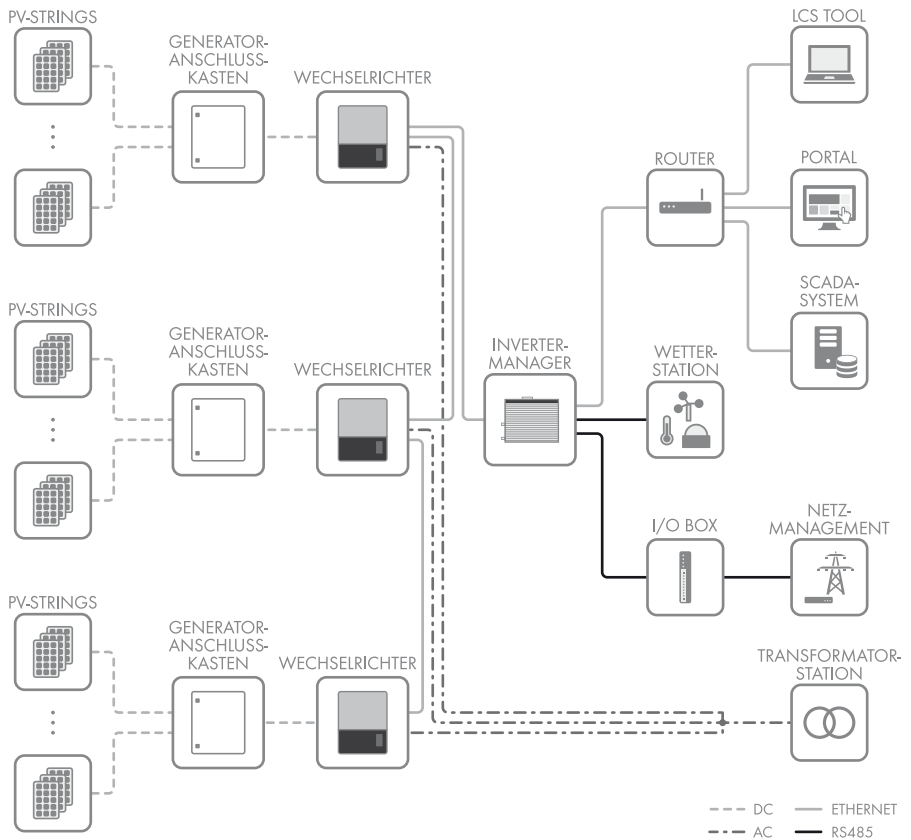 PV-STRINGS
GENERATOR-
ANSCHLUSS-
KASTEN
WECHSELRICHTER
LCS TOOL
ROUTER
PORTAL
SCADA-
SYSTEM
PV-STRINGS
GENERATOR-
ANSCHLUSS-
KASTEN
WECHSELRICHTER
INVERTER-
MANAGER
WETTER-
STATION
I/O BOX
NETZ-
MANAGEMENT
PV-STRINGS
GENERATOR-
ANSCHLUSS-
KASTEN
WECHSELRICHTER
TRANSFORMATOR-
STATION
DC
ETHERNET
AC
RS485